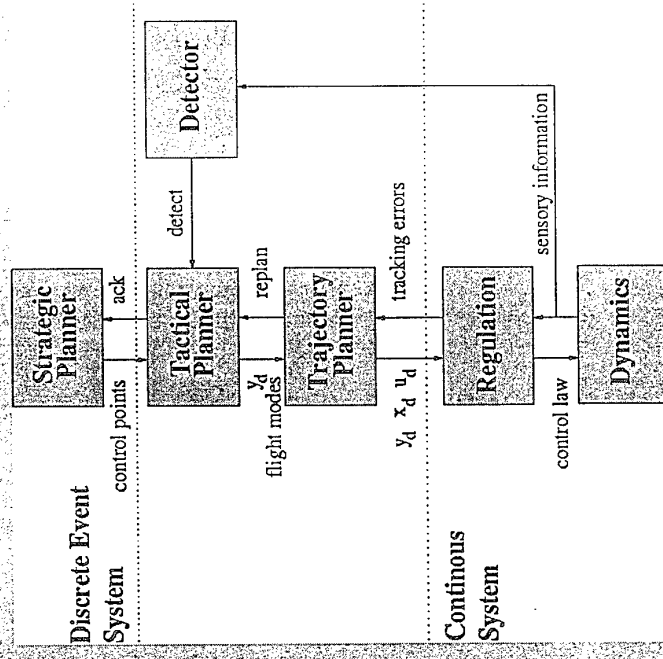 Discrete Event
System
Strategic
Planner
control points
ack
Tactical
Planner
detect
Detector
flight modes
y_d
replan
Trajectory
Planner
y_d x_d u_d
tracking errors
Continous
System
Regulation
control law
sensory information
Dynamics